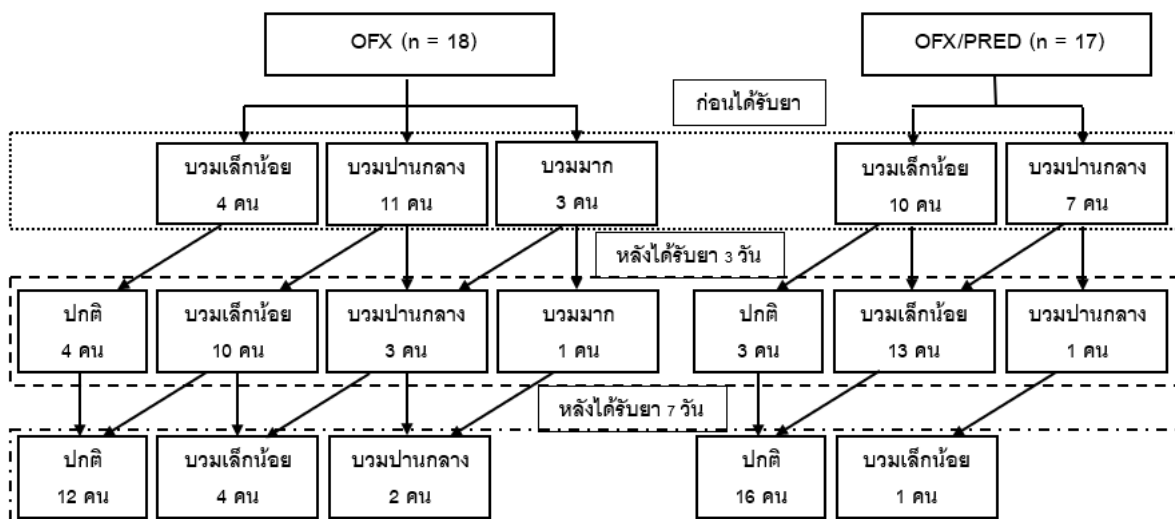 OFX (n = 18)
OFX/PRED (n = 17)
ก่อนได้รับยา
บวมเล็กน้อย
4 คน
บวมปานกลาง
11 คน
บวมมาก
3 คน
บวมเล็กน้อย
10 คน
บวมปานกลาง
7 คน
หลังได้รับยา 3 วัน
ปกติ
4 คน
บวมเล็กน้อย
10 คน
บวมปานกลาง
3 คน
บวมมาก
1 คน
ปกติ
3 คน
บวมเล็กน้อย
13 คน
บวมปานกลาง
1 คน
หลังได้รับยา 7 วัน
ปกติ
12 คน
บวมเล็กน้อย
4 คน
บวมปานกลาง
2 คน
ปกติ
16 คน
บวมเล็กน้อย
1 คน